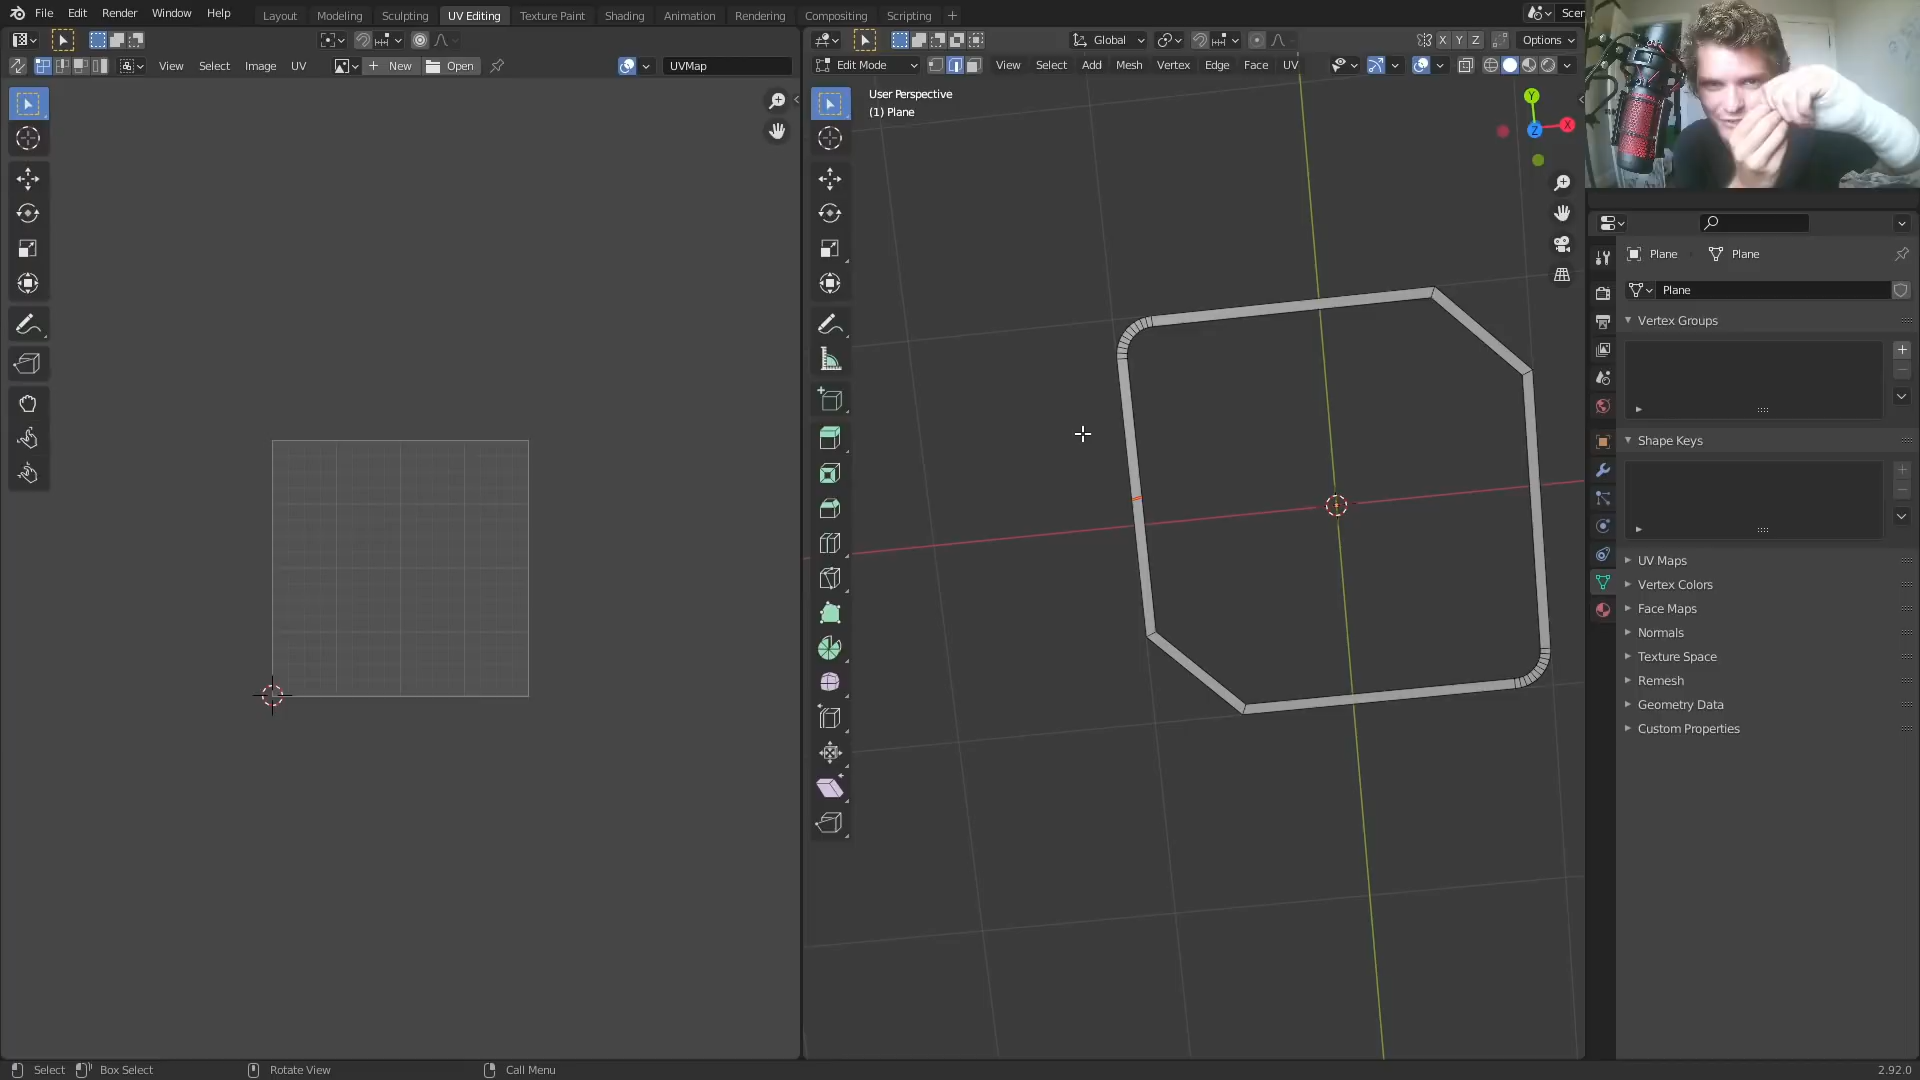 File Edit Render Window Help
Layout Modeling Sculpting UV Editing Texture Paint Shading Animation Rendering Compositing Scripting
Scen
New Open UVMap
View Select Image UV
Global X Y Z Options
Edit Mode View Select Add Mesh Vertex Edge Face UV
User Perspective
(1) Plane
Y
X
Z
Plane Plane
Plane
Vertex Groups
Shape Keys
UV Maps
Vertex Colors
Face Maps
Normals
Texture Space
Remesh
Geometry Data
Custom Properties
Select Box Select Rotate View Call Menu 2.92.0